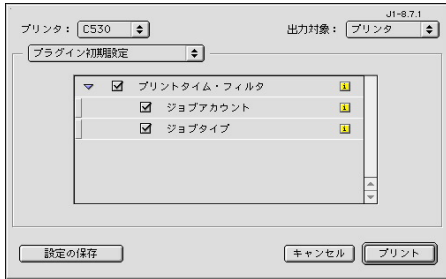 J1-8.7.1
プリンタ： C530 出力対象： プリンタ
プラグイン初期設定
プリントタイム・フィルタ
ジョブアカウント
ジョブタイプ
設定の保存 キャンセル プリント